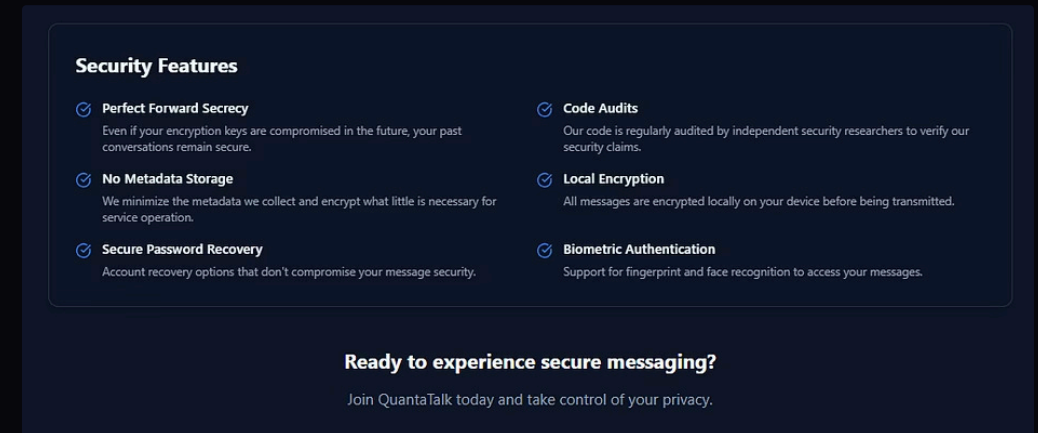 Security Features
Perfect Forward Secrecy
Even if your encryption keys are compromised in the future, your past
conversations remain secure.
No Metadata Storage
We minimize the metadata we collect and encrypt what little is necessary for
service operation.
Secure Password Recovery
Account recovery options that don't compromise your message security.
Code Audits
Our code is regularly audited by independent security researchers to verify our
security claims.
Local Encryption
All messages are encrypted locally on your device before being transmitted.
Biometric Authentication
Support for fingerprint and face recognition to access your messages.
Ready to experience secure messaging?
Join QuantaTalk today and take control of your privacy.